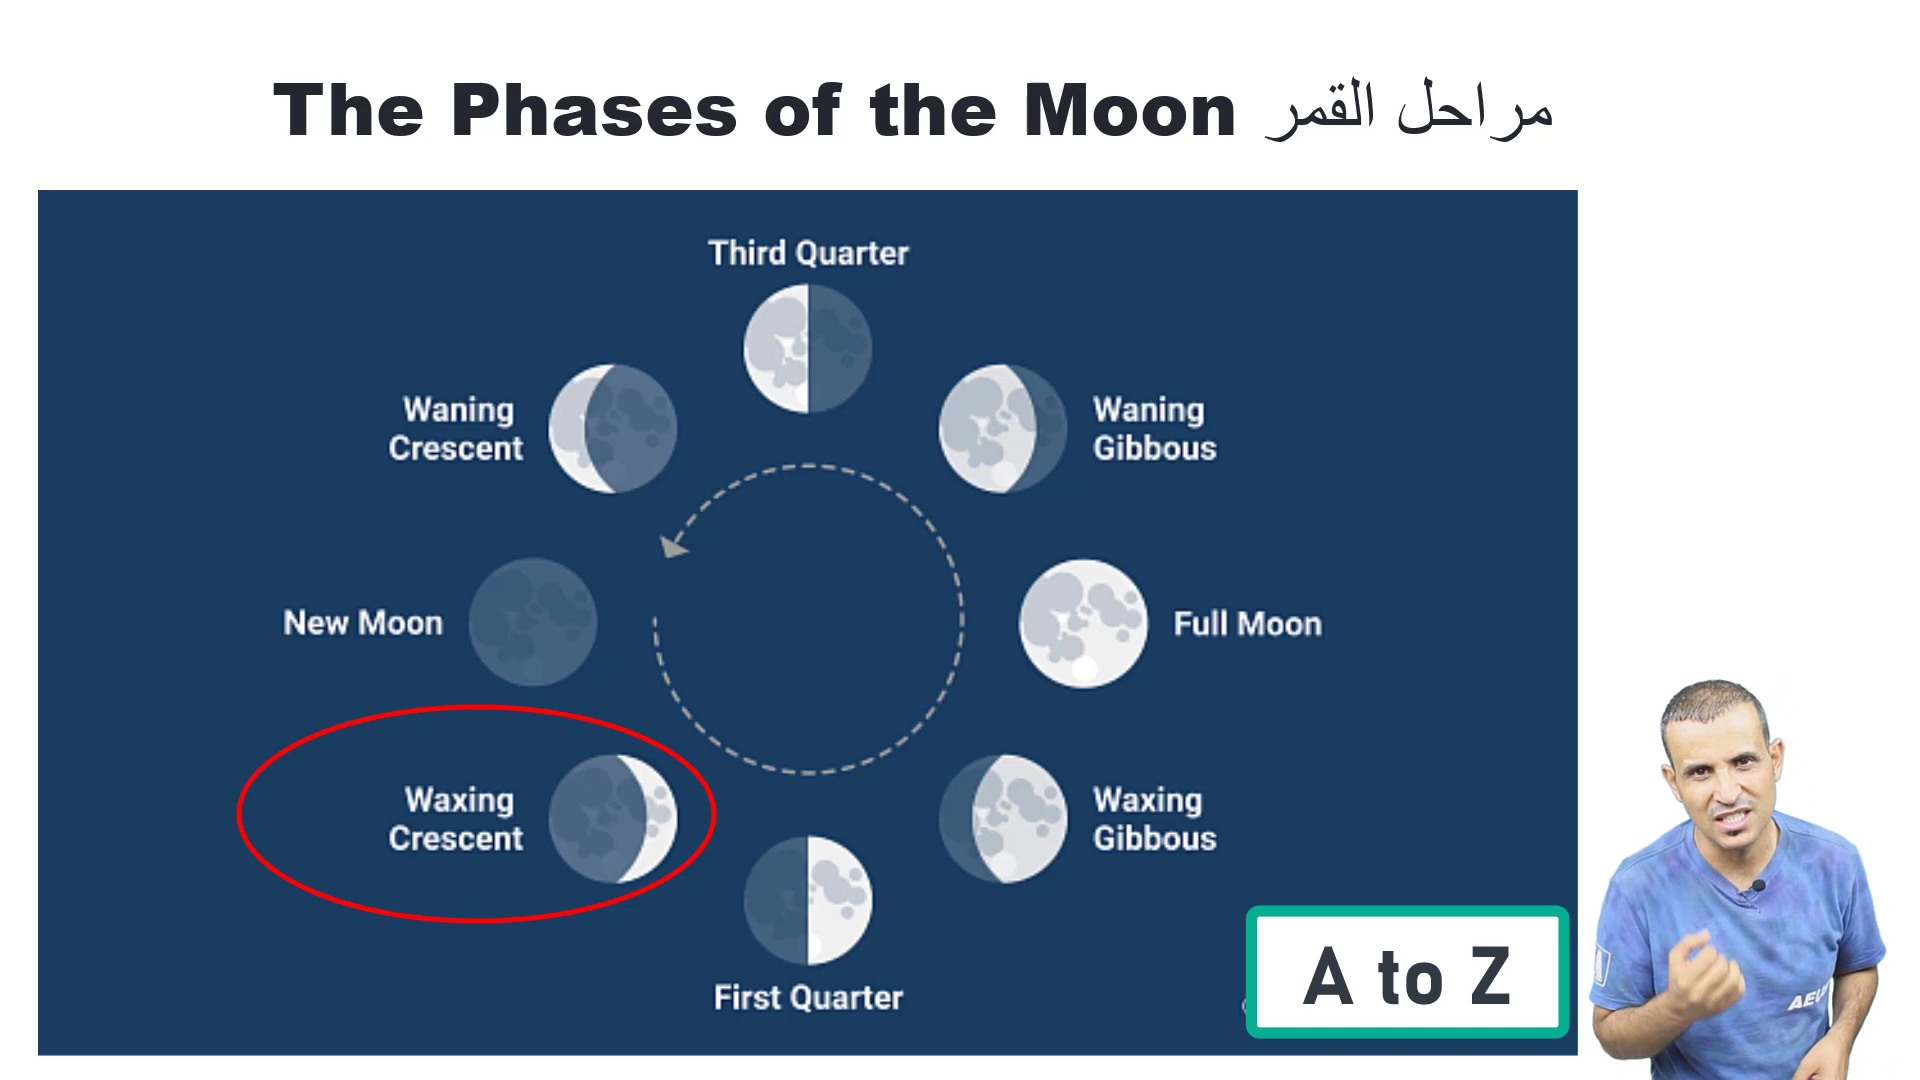 The Phases of the Moon مراحل القمر
Third Quarter
Waning
Crescent
Waning
Gibbous
New Moon
Full Moon
Waxing
Crescent
Waxing
Gibbous
First Quarter
A to Z